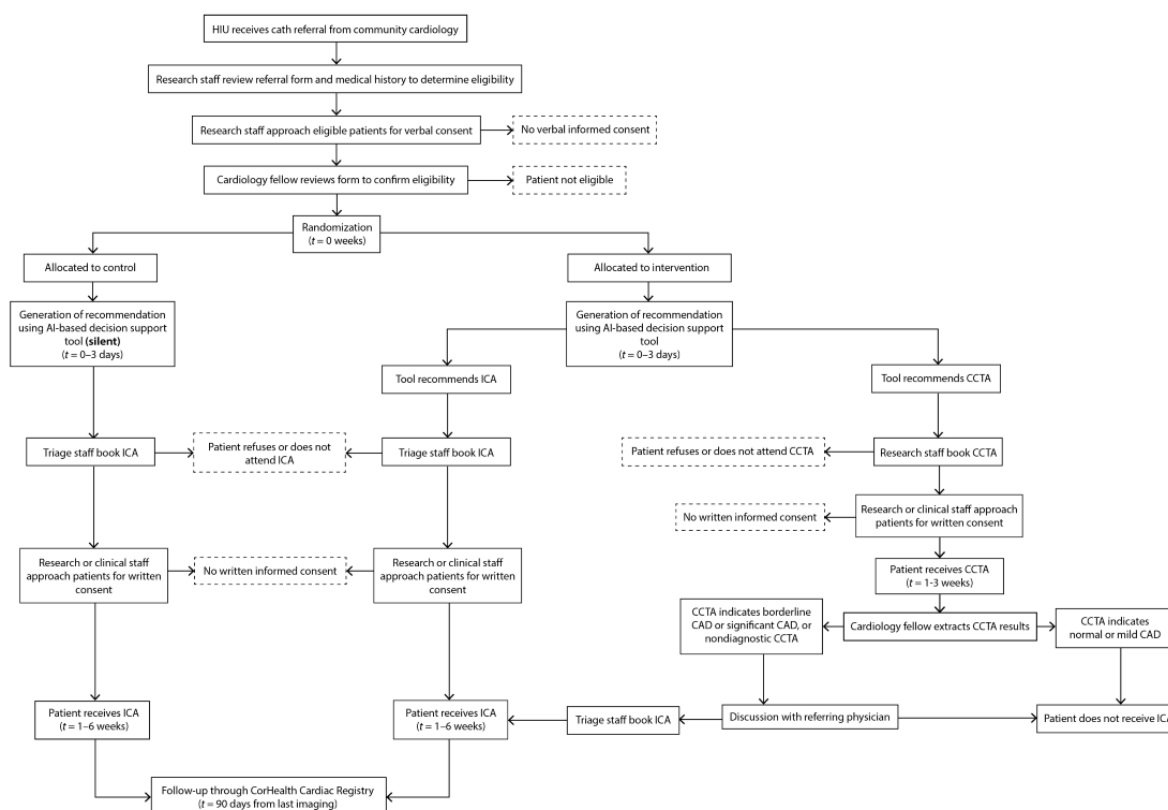 HIU receives cath referral from community cardiology
Research staff review referral form and medical history to determine eligibility
Research staff approach eligible patients for verbal consent
No verbal informed consent
Cardiology fellow reviews form to confirm eligibility
Patient not eligible
Randomization
(t = 0 weeks)
Allocated to control
Allocated to intervention
Generation of recommendation
using AI-based decision support
tool (silent)
(t = 0–3 days)
Generation of recommendation
using AI-based decision support
tool
(t = 0–3 days)
Tool recommends ICA
Tool recommends CCTA
Triage staff book ICA
Patient refuses or does not
attend ICA
Triage staff book ICA
Patient refuses or does not attend CCTA
Research staff book CCTA
No written informed consent
Research or clinical staff approach
patients for written consent
Research or clinical staff
approach patients for written
consent
No written informed consent
Research or clinical staff
approach patients for written
consent
Patient receives CCTA
(t = 1-3 weeks)
CCTA indicates borderline
CAD or significant CAD, or
nondiagnostic CCTA
Cardiology fellow extracts CCTA results
CCTA indicates
normal or mild CAD
Patient receives ICA
(t = 1–6 weeks)
Patient receives ICA
(t = 1–6 weeks)
Triage staff book ICA
Discussion with referring physician
Patient does not receive ICA
Follow-up through CorHealth Cardiac Registry
(t = 90 days from last imaging)